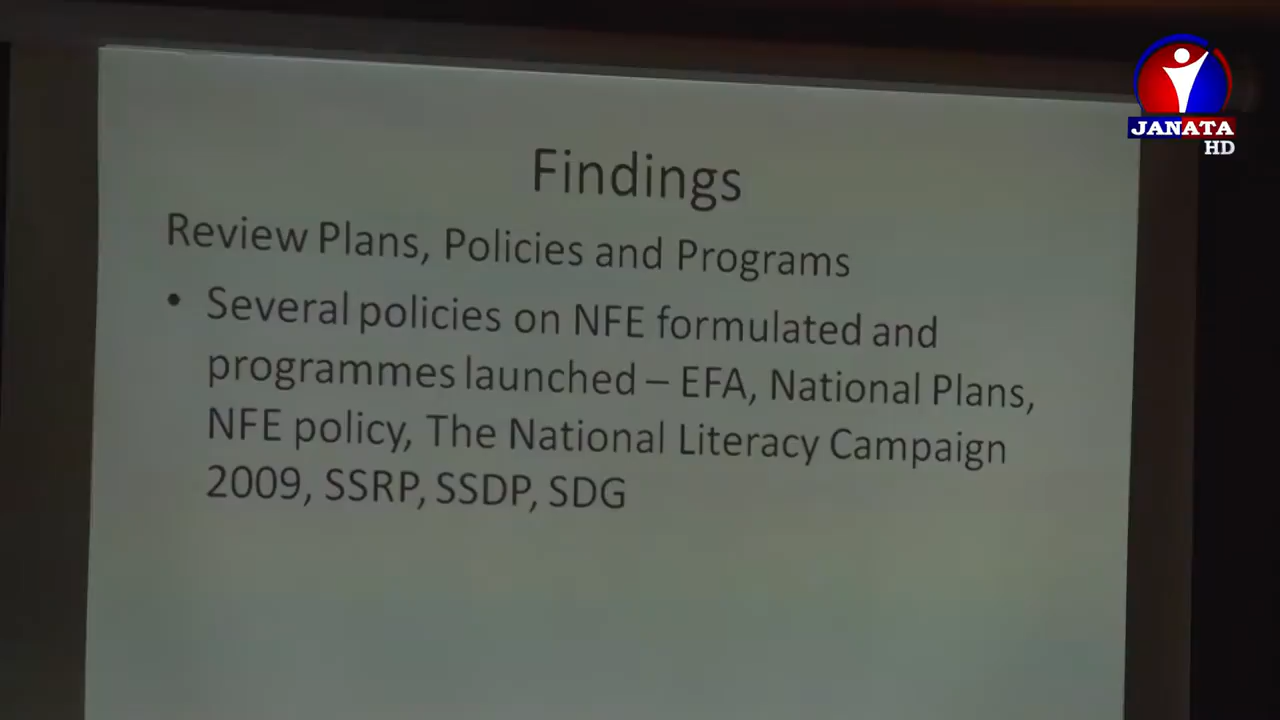 JANATA
HD
Findings
Review Plans, Policies and Programs
• Several policies on NFE formulated and
programmes launched – EFA, National Plans,
NFE policy, The National Literacy Campaign
2009, SSRP, SSDP, SDG